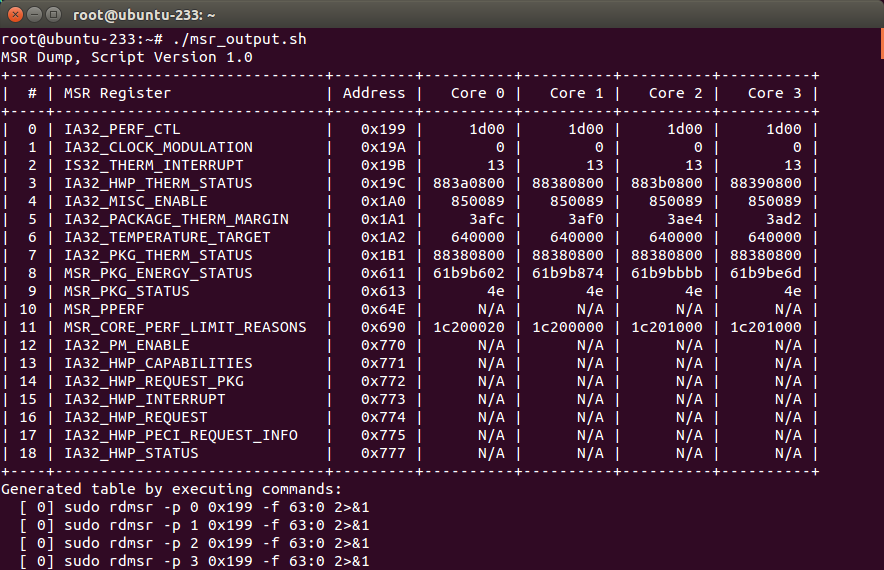 root@ubuntu-233: ~
root@ubuntu-233:~# ./msr_output.sh
MSR Dump, Script Version 1.0
+----+------------------------------+---------+----------+----------+----------+----------+
|  # | MSR Register                 | Address |   Core 0 |   Core 1 |   Core 2 |   Core 3 |
+----+------------------------------+---------+----------+----------+----------+----------+
|  0 | IA32_PERF_CTL                |   0x199 |     1d00 |     1d00 |     1d00 |     1d00 |
|  1 | IA32_CLOCK_MODULATION        |   0x19A |        0 |        0 |        0 |        0 |
|  2 | IS32_THERM_INTERRUPT         |   0x19B |       13 |       13 |       13 |       13 |
|  3 | IA32_HWP_THERM_STATUS        |   0x19C | 883a0800 | 88380800 | 883b0800 | 88390800 |
|  4 | IA32_MISC_ENABLE             |   0x1A0 |   850089 |   850089 |   850089 |   850089 |
|  5 | IA32_PACKAGE_THERM_MARGIN    |   0x1A1 |     3afc |     3af0 |     3ae4 |     3ad2 |
|  6 | IA32_TEMPERATURE_TARGET      |   0x1A2 |   640000 |   640000 |   640000 |   640000 |
|  7 | IA32_PKG_THERM_STATUS        |   0x1B1 | 88380800 | 88380800 | 88380800 | 88380800 |
|  8 | MSR_PKG_ENERGY_STATUS        |   0x611 | 61b9b602 | 61b9b874 | 61b9bbbb | 61b9be6d |
|  9 | MSR_PKG_STATUS               |   0x613 |       4e |       4e |       4e |       4e |
| 10 | MSR_PPERF                    |   0x64E |      N/A |      N/A |      N/A |      N/A |
| 11 | MSR_CORE_PERF_LIMIT_REASONS  |   0x690 | 1c200020 | 1c200000 | 1c201000 | 1c201000 |
| 12 | IA32_PM_ENABLE               |   0x770 |      N/A |      N/A |      N/A |      N/A |
| 13 | IA32_HWP_CAPABILITIES        |   0x771 |      N/A |      N/A |      N/A |      N/A |
| 14 | IA32_HWP_REQUEST_PKG         |   0x772 |      N/A |      N/A |      N/A |      N/A |
| 15 | IA32_HWP_INTERRUPT           |   0x773 |      N/A |      N/A |      N/A |      N/A |
| 16 | IA32_HWP_REQUEST             |   0x774 |      N/A |      N/A |      N/A |      N/A |
| 17 | IA32_HWP_PECI_REQUEST_INFO   |   0x775 |      N/A |      N/A |      N/A |      N/A |
| 18 | IA32_HWP_STATUS              |   0x777 |      N/A |      N/A |      N/A |      N/A |
+----+------------------------------+---------+----------+----------+----------+----------+
Generated table by executing commands:
  [ 0] sudo rdmsr -p 0 0x199 -f 63:0 2>&1
  [ 0] sudo rdmsr -p 1 0x199 -f 63:0 2>&1
  [ 0] sudo rdmsr -p 2 0x199 -f 63:0 2>&1
  [ 0] sudo rdmsr -p 3 0x199 -f 63:0 2>&1